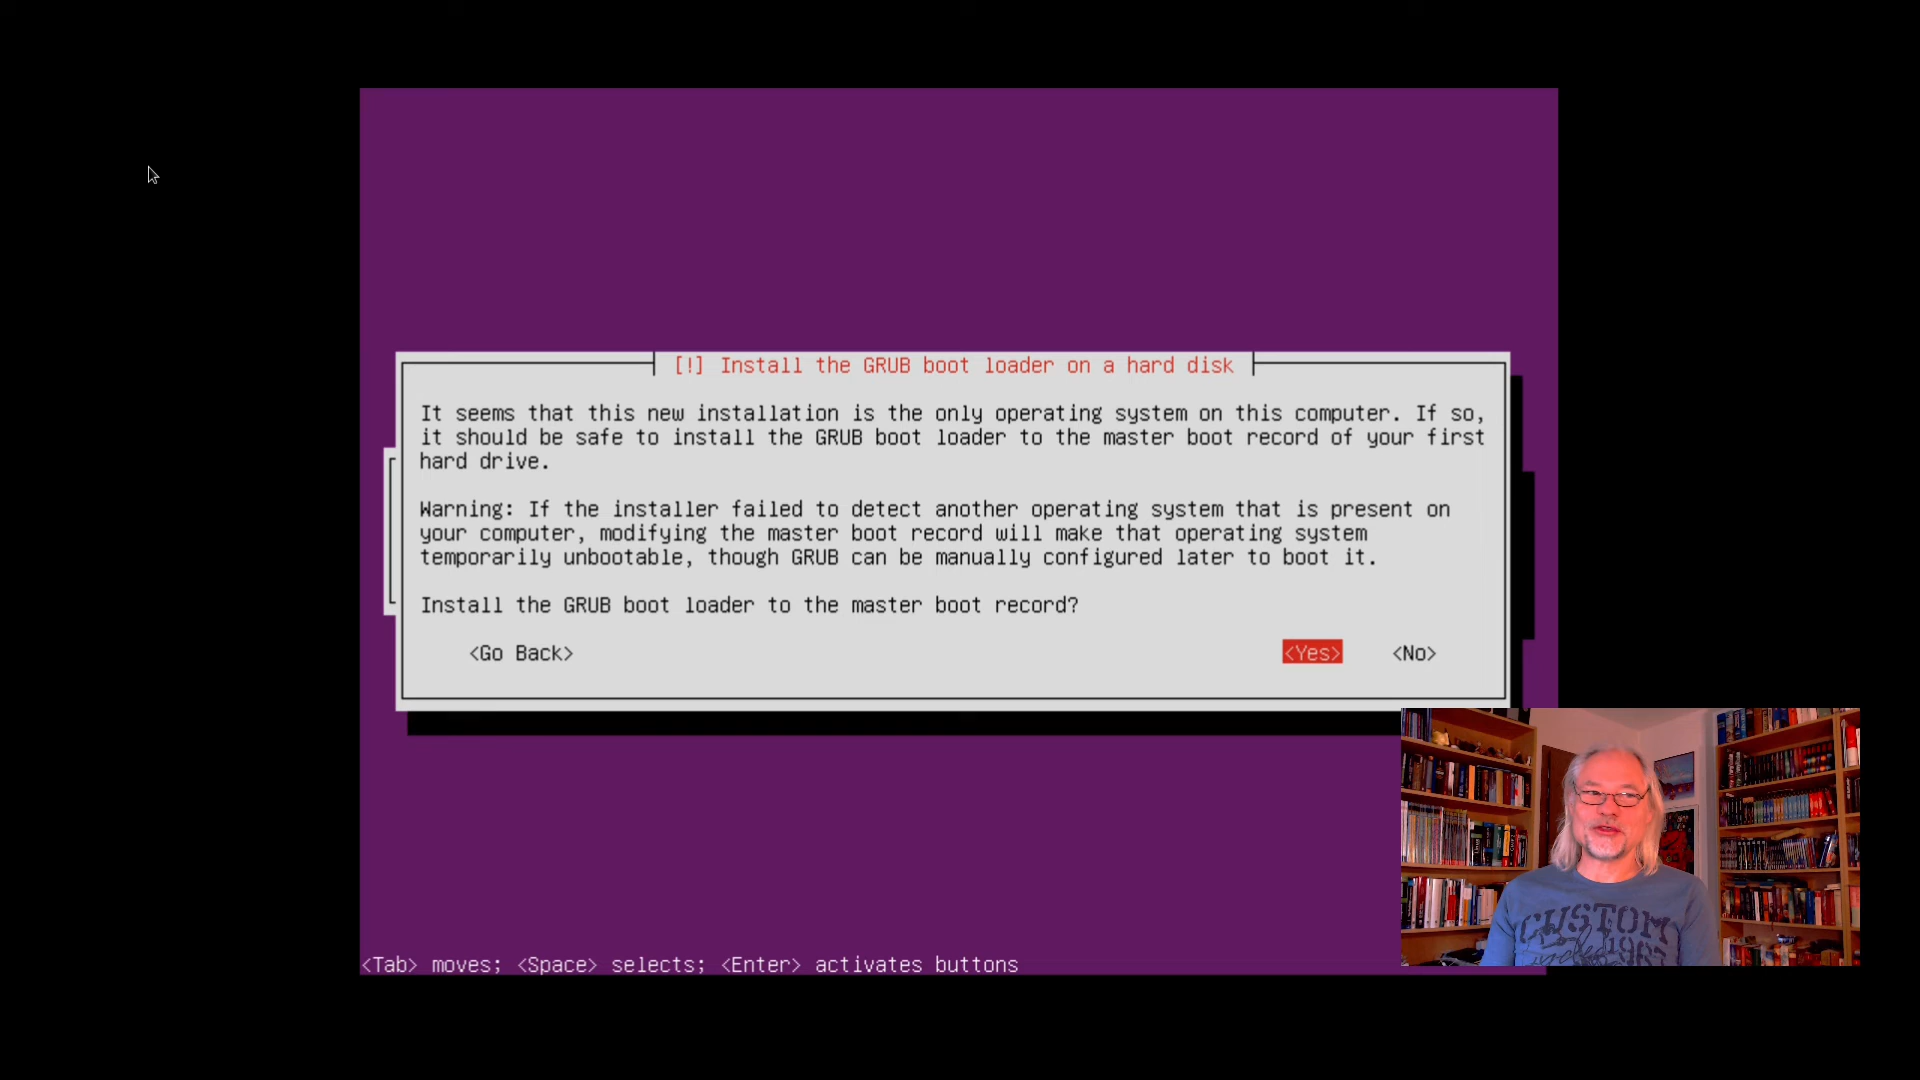 [!] Install the GRUB boot loader on a hard disk
It seems that this new installation is the only operating system on this computer. If so,
it should be safe to install the GRUB boot loader to the master boot record of your first
hard drive.
Warning: If the installer failed to detect another operating system that is present on
your computer, modifying the master boot record will make that operating system
temporarily unbootable, though GRUB can be manually configured later to boot it.
Install the GRUB boot loader to the master boot record?
<Go Back> <Yes> <No>
<Tab> moves; <Space> selects; <Enter> activates buttons
CUSTOM
1967